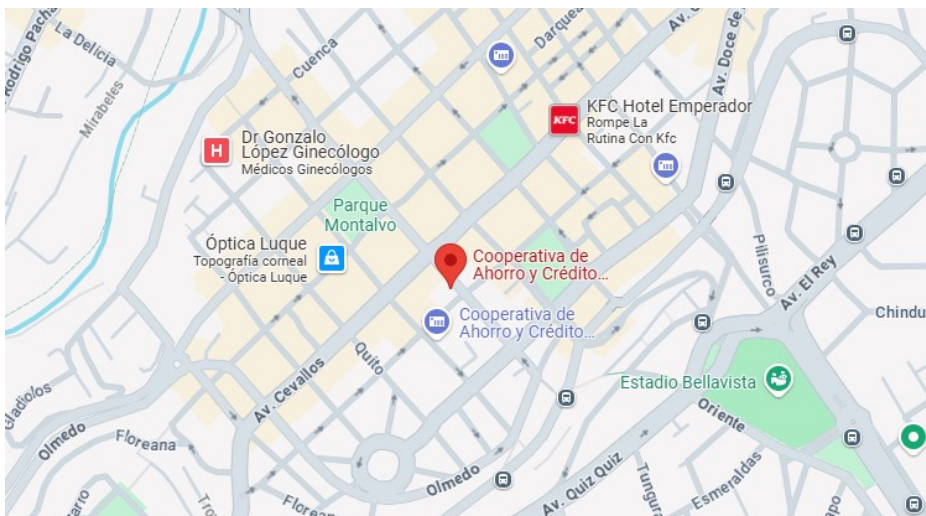 Rodrigo Pacha
La Delicia
Mirabeles
Cuenca
Darquea
Av. Doce de
KFC
KFC Hotel Emperador
Rompe La
Rutina Con Kfc
H
Dr Gonzalo
López Ginecólogo
Médicos Ginecólogos
Parque
Montalvo
Óptica Luque
Topografía corneal
- Óptica Luque
Cooperativa de
Ahorro y Crédito...
Cooperativa de
Ahorro y Crédito...
Pilisurco
Av. El Rey
Chindu
Quito
Av. Cevallos
Estadio Bellavista
Gladiolos
Olmedo
Floreana
Oriente
Olmedo
Av. Quiz Quiz
Esmeraldas
Tungura